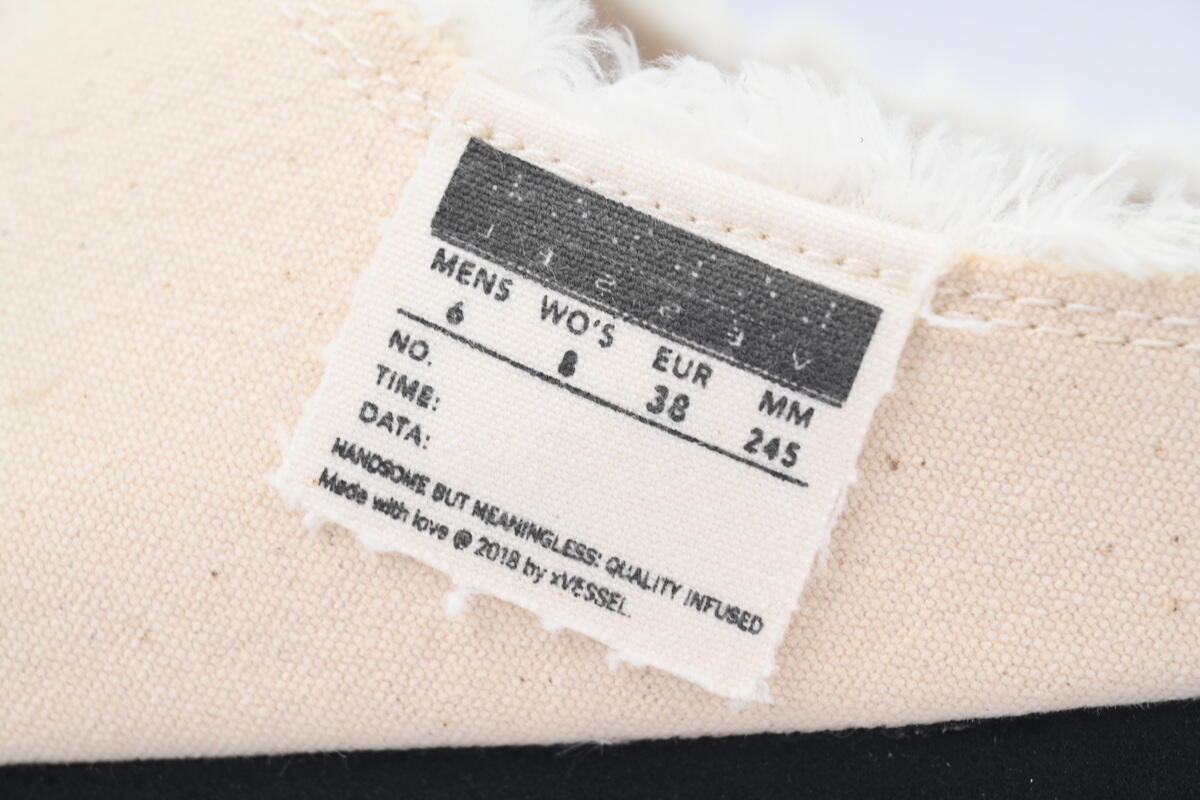 VESSEL
MENS WO'S EUR MM
6 8 38 245
NO.
TIME:
DATA:
HANDSOME BUT MEANINGLESS: QUALITY INFUSED
Made with love @ 2018 by xVESSEL.